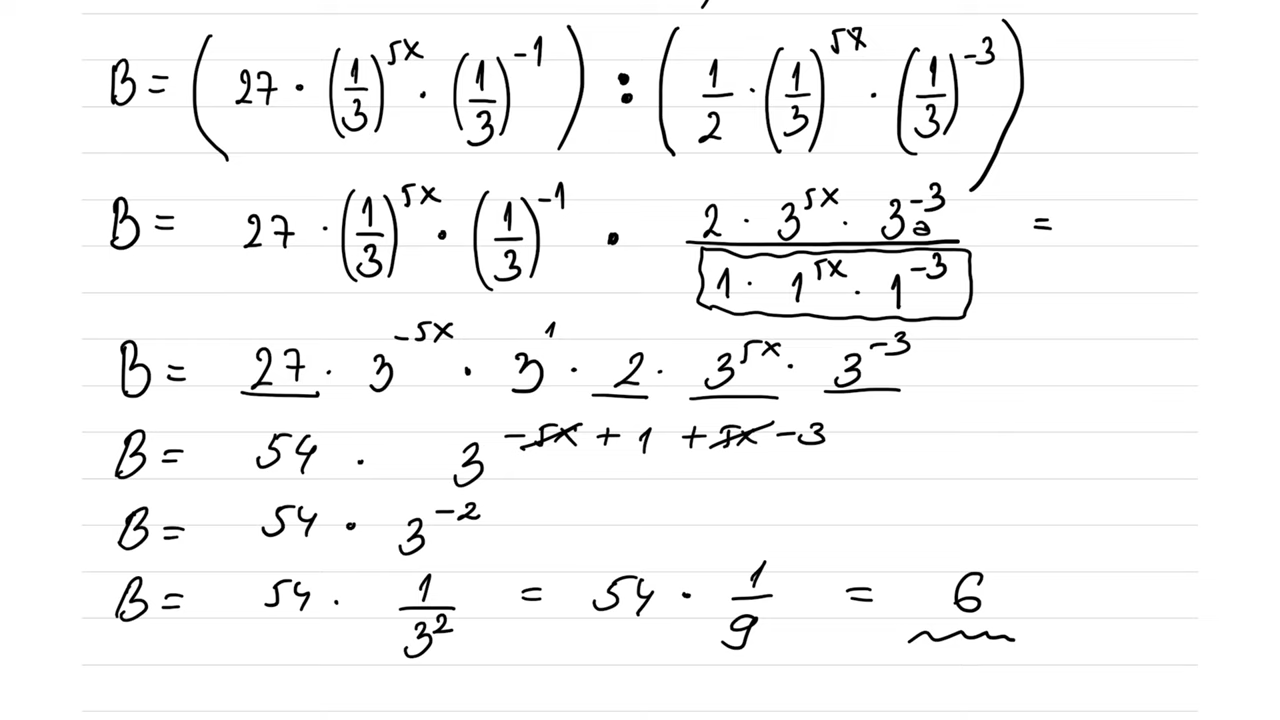 B = ( 27 · (1/3)^5x · (1/3)^-1 ) : ( 1/2 · (1/3)^5x · (1/3)^-3 )
B = 27 · (1/3)^5x · (1/3)^-1 · (2 · 3^5x · 3^-3)/(1 · 1^5x · 1^-3) =
B = 27 · 3^-5x · 3^1 · 2 · 3^5x · 3^-3
B = 54 · 3^-5x + 1 + 5x - 3
B = 54 · 3^-2
B = 54 · 1/3^2 = 54 · 1/9 = 6